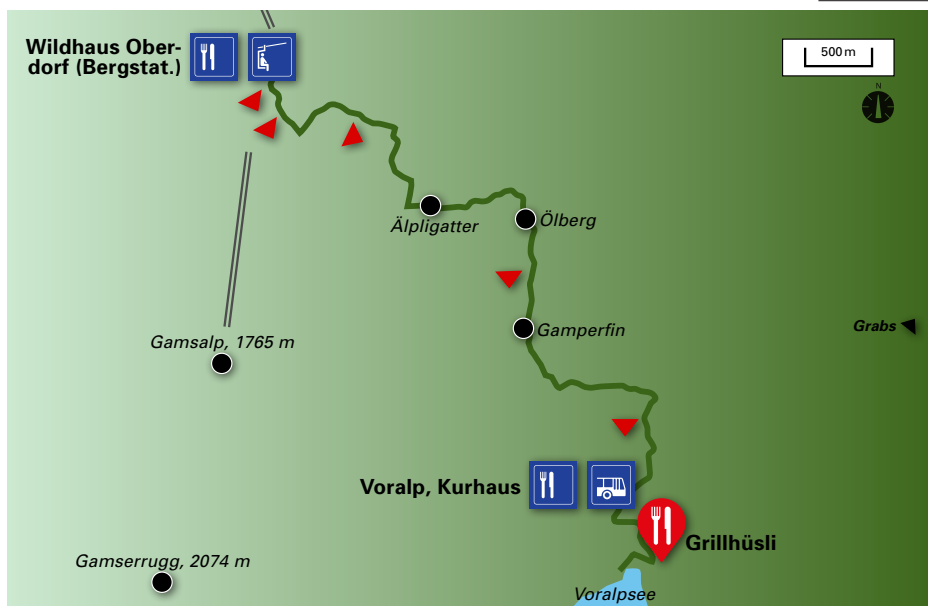 Wildhaus Ober-
dorf (Bergstat.)
500 m
N
Älpligatter
Ölberg
Gamsalp, 1765 m
Gamperfin
Grabs
Voralp, Kurhaus
Grillhüsli
Gamserrugg, 2074 m
Voralpsee